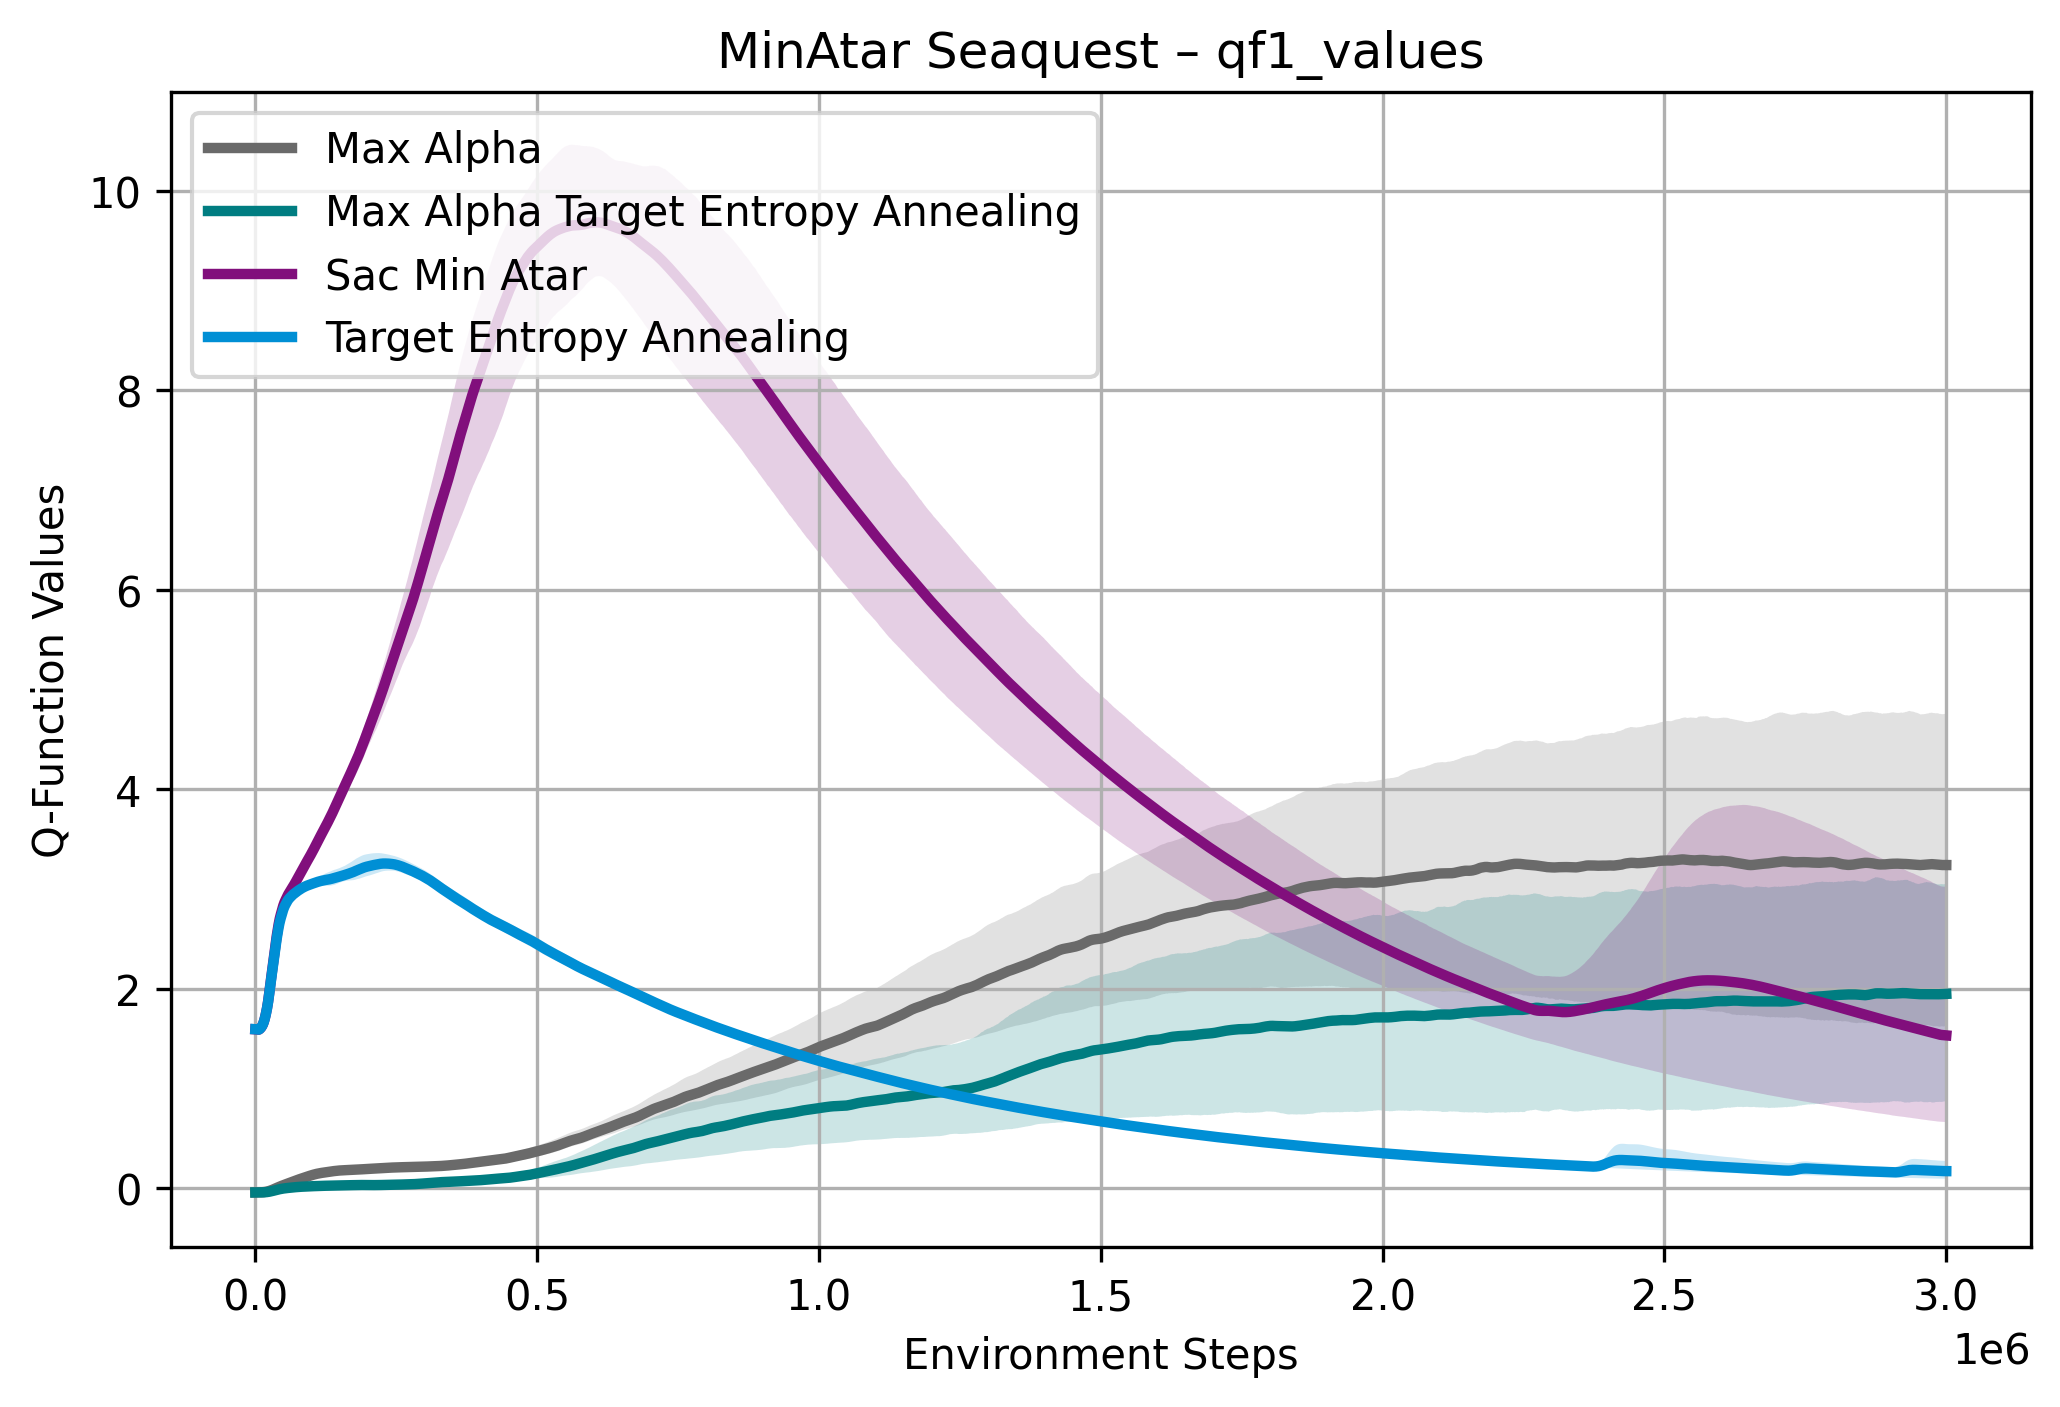 MinAtar Seaquest – qf1_values
Max Alpha
Max Alpha Target Entropy Annealing
Sac Min Atar
Target Entropy Annealing
Q-Function Values
10
8
6
4
2
0
0.0 0.5 1.0 1.5 2.0 2.5 3.0
1e6
Environment Steps